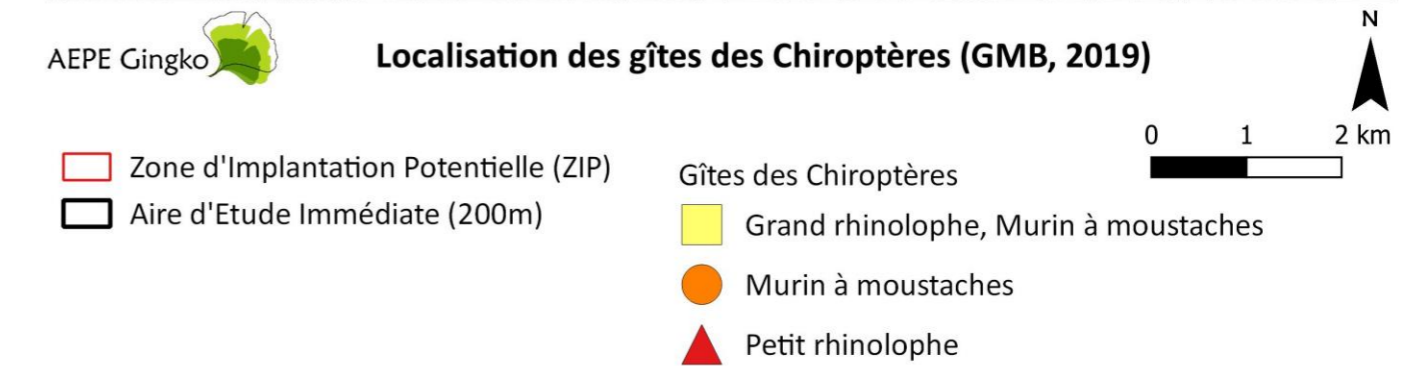 AEPE Gingko
Localisation des gîtes des Chiroptères (GMB, 2019)
N
0 1 2 km
Zone d'Implantation Potentielle (ZIP)
Aire d'Etude Immédiate (200m)
Gîtes des Chiroptères
Grand rhinolophe, Murin à moustaches
Murin à moustaches
Petit rhinolophe